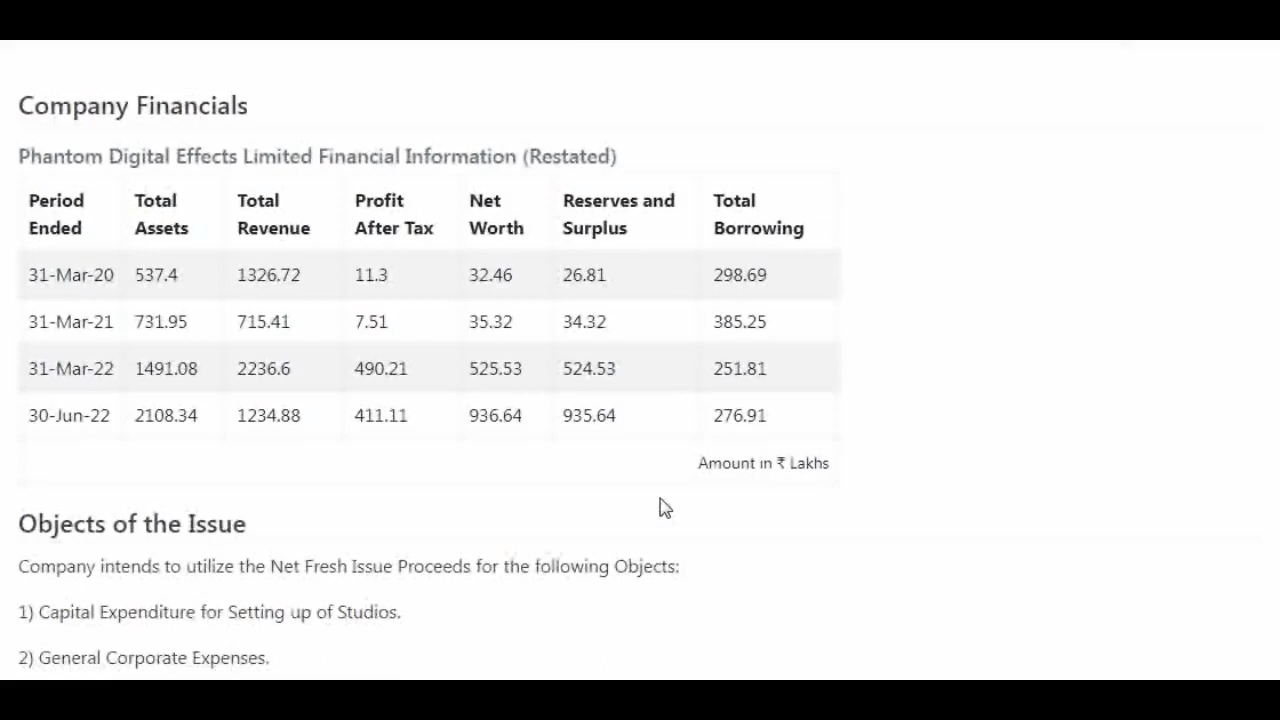 Company Financials
Phantom Digital Effects Limited Financial Information (Restated)
Period Ended Total Assets Total Revenue Profit After Tax Net Worth Reserves and Surplus Total Borrowing
31-Mar-20 537.4 1326.72 11.3 32.46 26.81 298.69
31-Mar-21 731.95 715.41 7.51 35.32 34.32 385.25
31-Mar-22 1491.08 2236.6 490.21 525.53 524.53 251.81
30-Jun-22 2108.34 1234.88 411.11 936.64 935.64 276.91
Amount in ₹ Lakhs
Objects of the Issue
Company intends to utilize the Net Fresh Issue Proceeds for the following Objects:
1) Capital Expenditure for Setting up of Studios.
2) General Corporate Expenses.